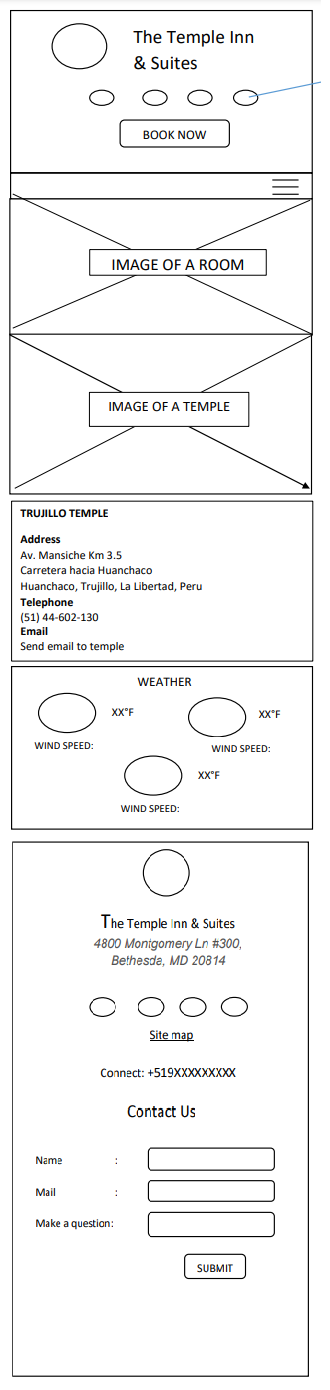 The Temple Inn
& Suites
BOOK NOW
IMAGE OF A ROOM
IMAGE OF A TEMPLE
TRUJILLO TEMPLE
Address
Av. Mansiche Km 3.5
Carretera hacia Huanchaco
Huanchaco, Trujillo, La Libertad, Peru
Telephone
(51) 44-602-130
Email
Send email to temple
WEATHER
XX°F
XX°F
WIND SPEED:
WIND SPEED:
XX°F
WIND SPEED:
The Temple Inn & Suites
4800 Montgomery Ln #300,
Bethesda, MD 20814
Site map
Connect: +519XXXXXXXXX
Contact Us
Name :
Mail :
Make a question:
SUBMIT